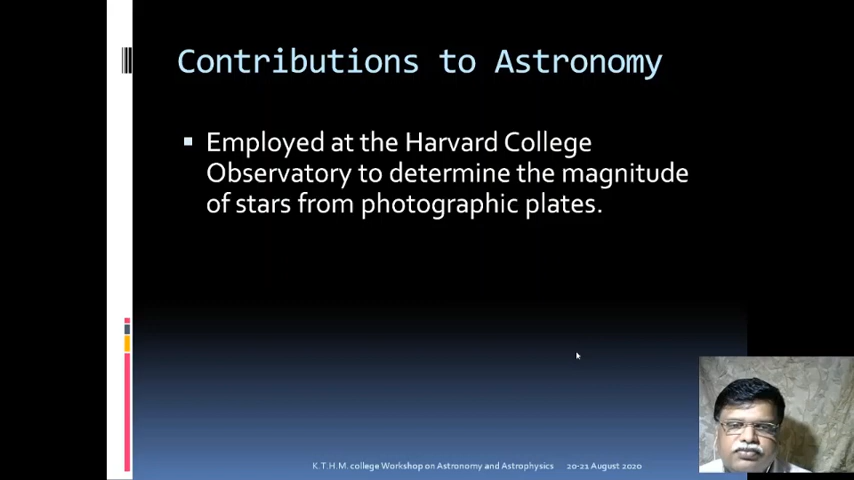 Contributions to Astronomy
Employed at the Harvard College
Observatory to determine the magnitude
of stars from photographic plates.
K.T.H.M. college Workshop on Astronomy and Astrophysics 20-21 August 2020